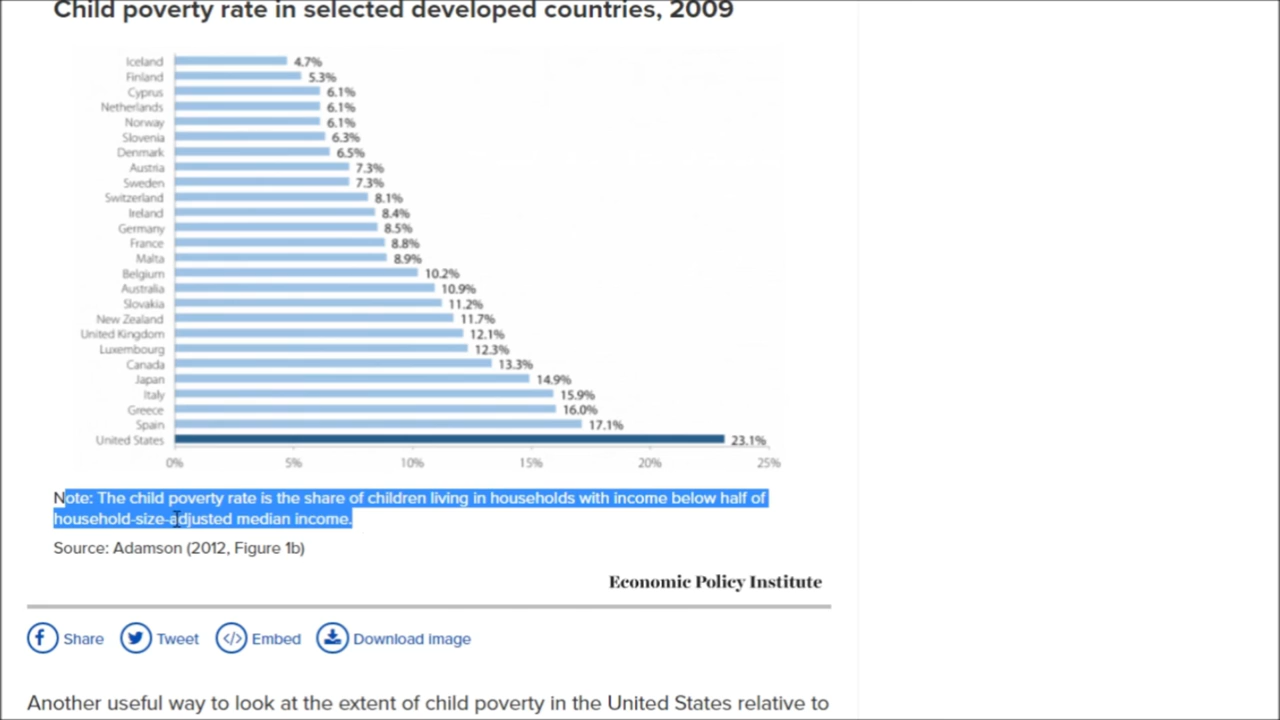 Child poverty rate in selected developed countries, 2009
Iceland 4.7%
Finland 5.3%
Cyprus 6.1%
Netherlands 6.1%
Norway 6.1%
Slovenia 6.3%
Denmark 6.5%
Austria 7.3%
Sweden 7.3%
Switzerland 8.1%
Ireland 8.4%
Germany 8.5%
France 8.8%
Malta 8.9%
Belgium 10.2%
Australia 10.9%
Slovakia 11.2%
New Zealand 11.7%
United Kingdom 12.1%
Luxembourg 12.3%
Canada 13.3%
Japan 14.9%
Italy 15.9%
Greece 16.0%
Spain 17.1%
United States 23.1%
0% 5% 10% 15% 20% 25%
Note: The child poverty rate is the share of children living in households with income below half of
household-size-adjusted median income.
Source: Adamson (2012, Figure 1b)
Economic Policy Institute
Share Tweet Embed Download image
Another useful way to look at the extent of child poverty in the United States relative to